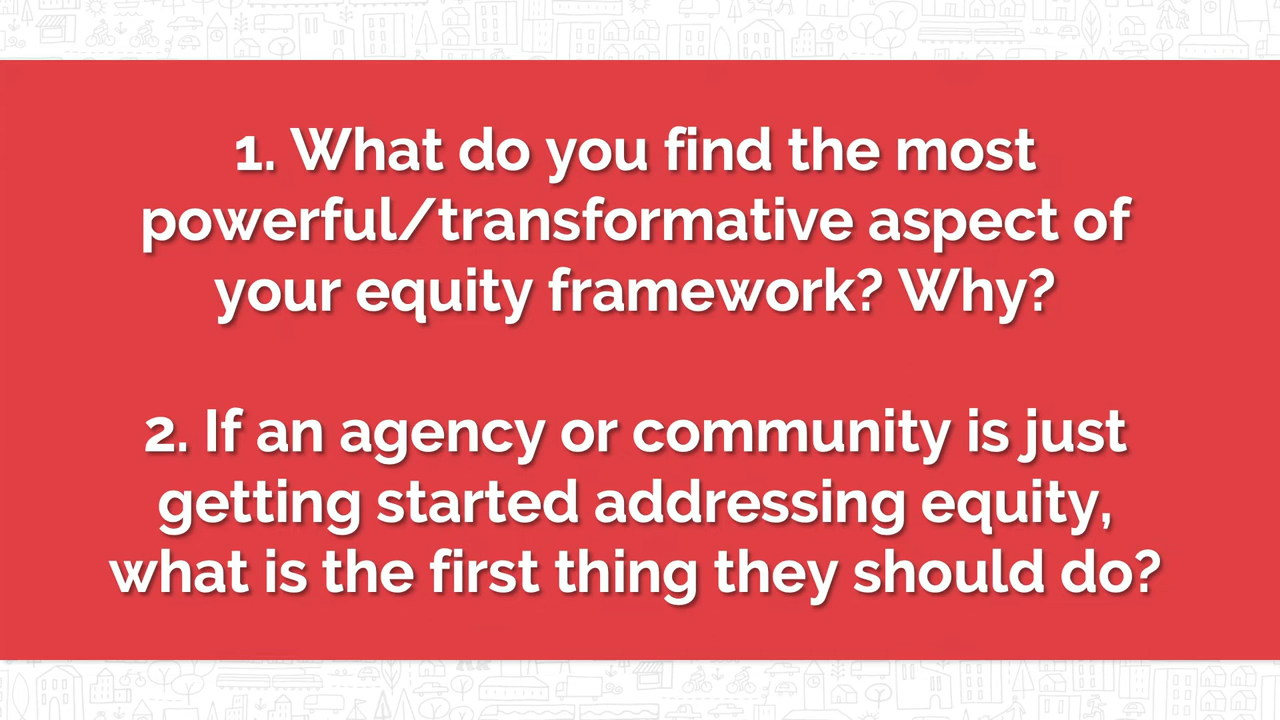 1. What do you find the most
powerful/transformative aspect of
your equity framework? Why?
2. If an agency or community is just
getting started addressing equity,
what is the first thing they should do?